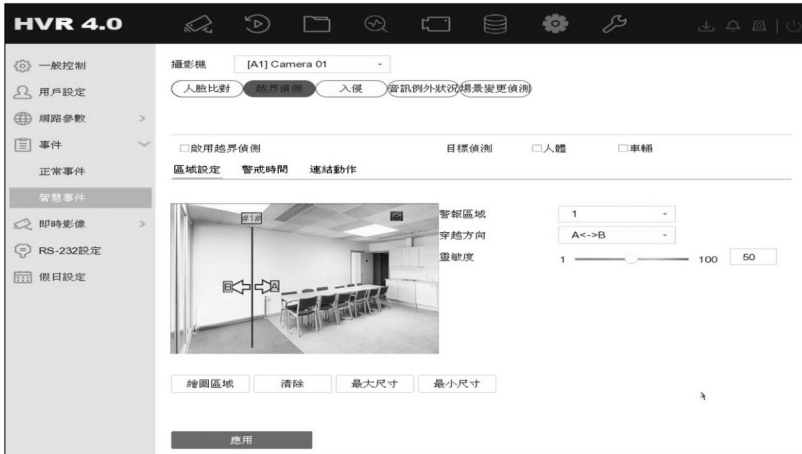 HVR 4.0
一般控制
用戶設定
網路參數 >
事件
正常事件
智慧事件
即時影像 >
RS-232設定
假日設定
攝影機 [A1] Camera 01
人臉比對 越界偵測 入侵 音訊例外狀況 場景變更偵測
啟用越界偵測 目標偵測 人體 車輛
區域設定 警戒時間 連結動作
#1#
B A
警報區域 1
穿越方向 A<->B
靈敏度 1 100 50
繪圖區域 清除 最大尺寸 最小尺寸
應用